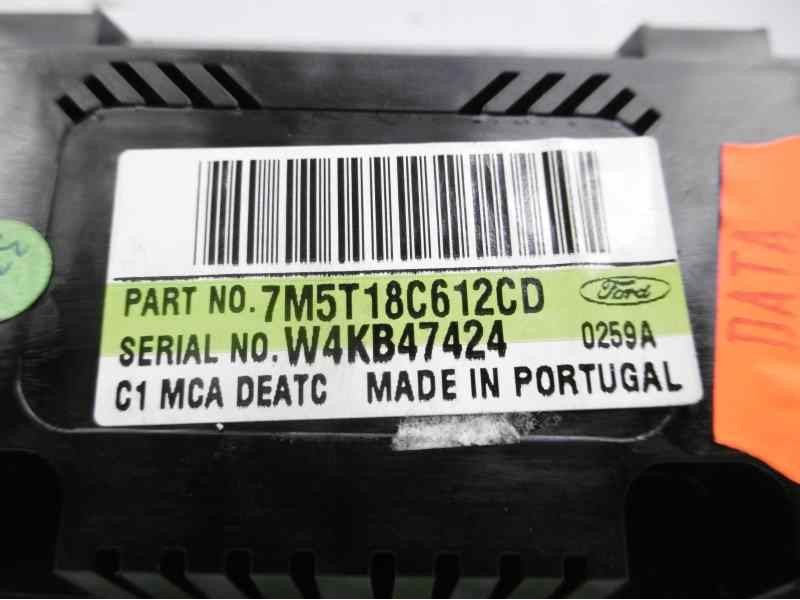 PART NO. 7M5T18C612CD Ford
SERIAL NO. W4KB47424 0259A
C1 MCA DEATC MADE IN PORTUGAL
DATA